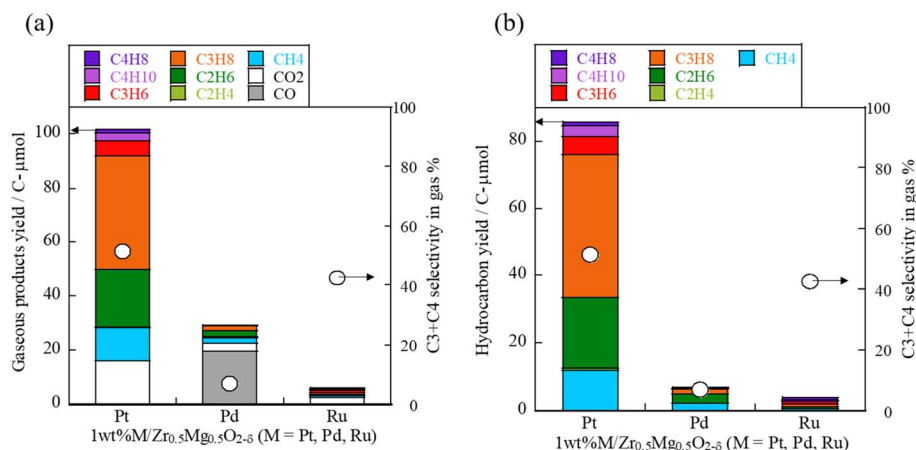 (a)
C4H8 C3H8 CH4
C4H10 C2H6 CO2
C3H6 C2H4 CO
Gaseous products yield / C-μmol
100
80
60
40
20
0
100
80
60
40
20
0
C3+C4 selectivity in gas %
Pt Pd Ru
1wt%M/Zr0.5Mg0.5O2-δ (M = Pt, Pd, Ru)
(b)
C4H8 C3H8 CH4
C4H10 C2H6
C3H6 C2H4
Hydrocarbon yield / C-μmol
80
60
40
20
0
100
80
60
40
20
0
C3+C4 selectivity in gas %
Pt Pd Ru
1wt%M/Zr0.5Mg0.5O2-δ (M = Pt, Pd, Ru)